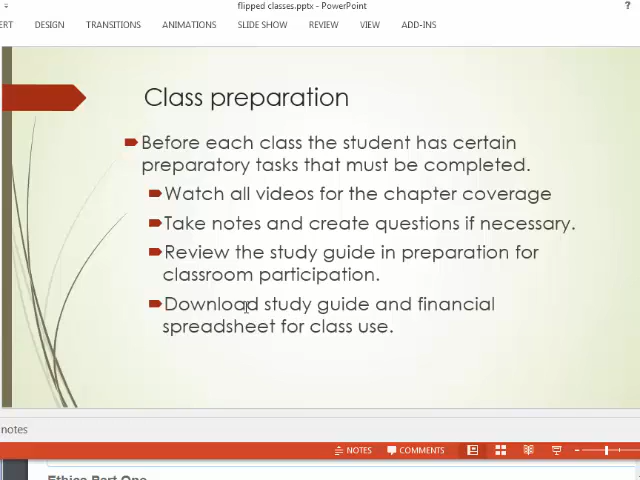 flipped classes.pptx - PowerPoint
?
ERT DESIGN TRANSITIONS ANIMATIONS SLIDE SHOW REVIEW VIEW ADD-INS
Class preparation
Before each class the student has certain
preparatory tasks that must be completed.
Watch all videos for the chapter coverage
Take notes and create questions if necessary.
Review the study guide in preparation for
classroom participation.
Download study guide and financial
spreadsheet for class use.
notes
NOTES COMMENTS
Ethics Part One